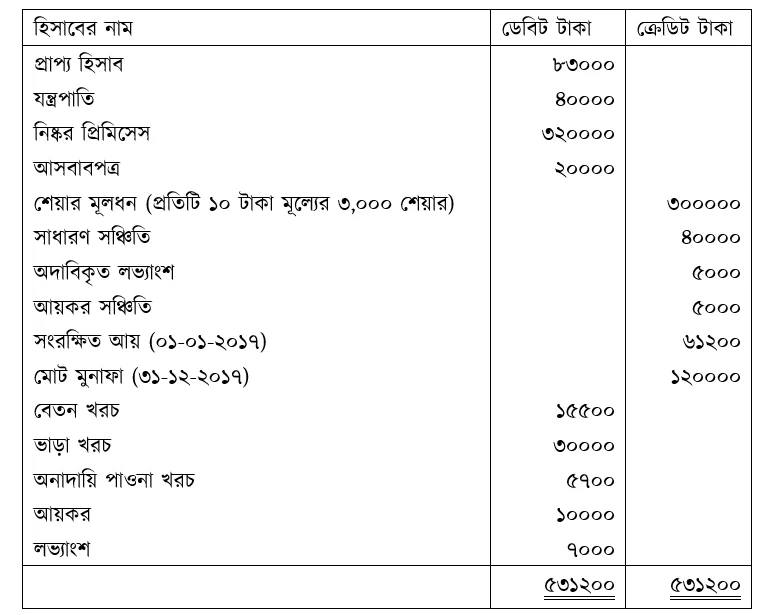 হিসাবের নাম ডেবিট টাকা ক্রেডিট টাকা
প্রাপ্য হিসাব ৮৩০০০
যন্ত্রপাতি ৪০০০০
নিষ্কর প্রিমিসেস ৩২০০০০
আসবাবপত্র ২০০০০
শেয়ার মূলধন (প্রতিটি ১০ টাকা মূল্যের ৩,০০০ শেয়ার) ৩০০০০০
সাধারণ সঞ্চিতি ৪০০০০
অদাবিকৃত লভ্যাংশ ৫০০০
আয়কর সঞ্চিতি ৫০০০
সংরক্ষিত আয় (০১-০১-২০১৭) ৬১২০০
মোট মুনাফা (৩১-১২-২০১৭) ১২০০০০
বেতন খরচ ১৫৫০০
ভাড়া খরচ ৩০০০০
অনাদায়ি পাওনা খরচ ৫৭০০
আয়কর ১০০০০
লভ্যাংশ ৭০০০
৫৩১২০০ ৫৩১২০০